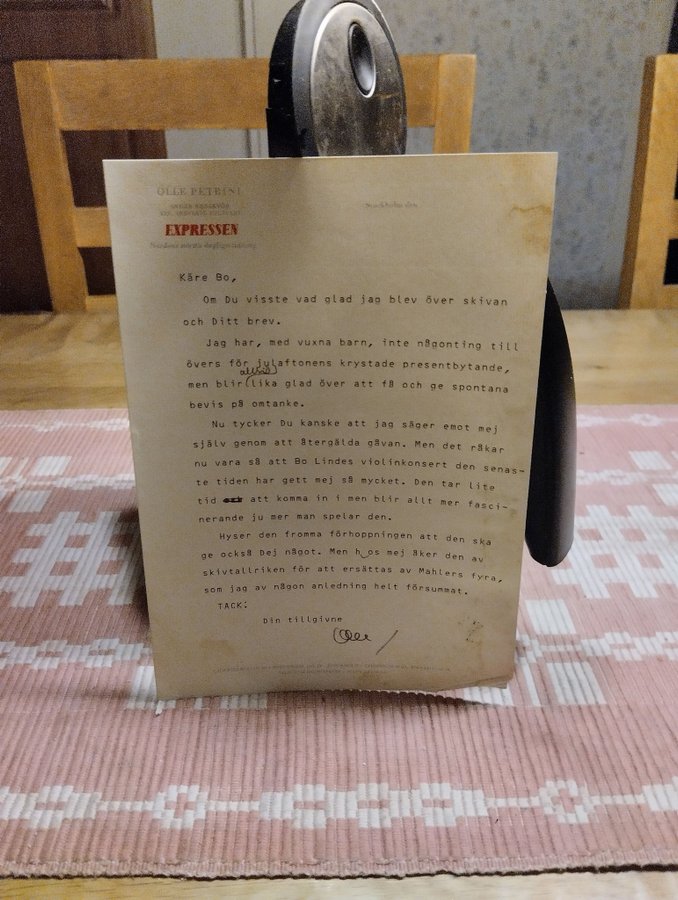 OLLE PETRINI
EXPRESSEN
Nordens största dagliga tidning
Stockholm den
Käre Bo,
Om Du visste vad glad jag blev över skivan
och Ditt brev.
Jag har, med vuxna barn, inte någonting till
övers för julaftonens krystade presentbytande,
alltid
men blir lika glad över att få och ge spontana
bevis på omtanke.
Nu tycker Du kanske att jag säger emot mej
själv genom att återgälda gåvan. Men det råkar
nu vara så att Bo Lindes violinkonsert den senas-
te tiden har gett mej så mycket. Den tar lite
tid att komma in i men blir allt mer fasci-
nerande ju mer man spelar den.
Hyser den fromma förhoppningen att den ska
ge också Dej något. Men hos mej åker den av
skivtallriken för att ersättas av Mahlers fyra,
som jag av någon anledning helt försummat.
TACK!
Din tillgivne
Olle